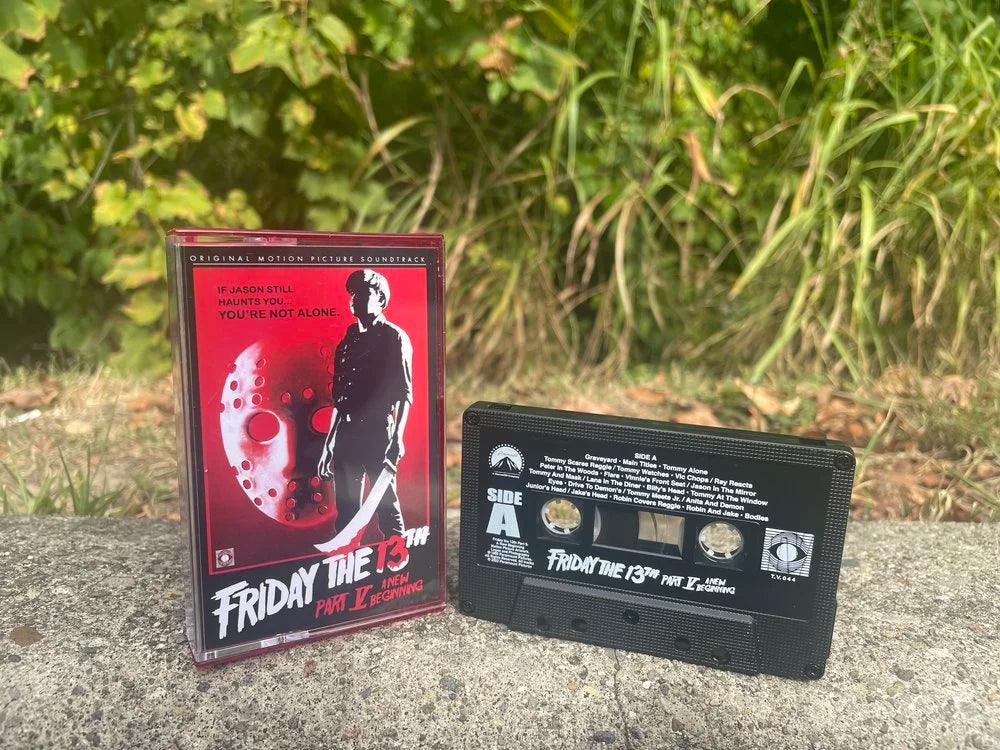 ORIGINAL MOTION PICTURE SOUNDTRACK
IF JASON STILL
HAUNTS YOU...
YOU'RE NOT ALONE.
FRIDAY THE 13TH
PART V A NEW
BEGINNING
SIDE A
Graveyard • Main Titles • Tommy Alone
Tommy Scares Reggie / Tommy Watches • Vic Chops / Ray Reacts
Peter In The Woods • Flare • Vinnie's Front Seat / Jason In The Mirror
Tommy And Mask / Lana In The Diner • Billy's Head • Tommy At The Window
Eyes • Drive To Demon's / Tommy Meets Jr. / Anita And Demon
Junior's Head / Jake's Head • Robin Covers Reggie • Robin And Jake • Bodies
SIDE
A
FRIDAY THE 13TH PART V A NEW
BEGINNING
T.V. 044